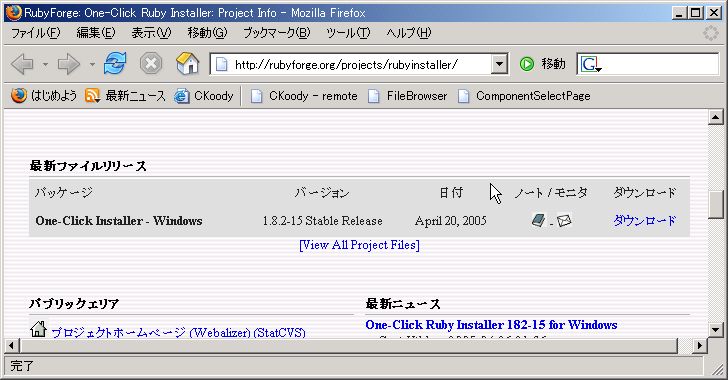 RubyForge: One-Click Ruby Installer: Project Info - Mozilla Firefox
ファイル(F) 編集(E) 表示(V) 移動(G) ブックマーク(B) ツール(T) ヘルプ(H)
http://rubyforge.org/projects/rubyinstaller/ 移動 G
はじめよう 最新ニュース CKoody CKoody - remote FileBrowser ComponentSelectPage
最新ファイルリリース
パッケージ バージョン 日付 ノート / モニタ ダウンロード
One-Click Installer - Windows 1.8.2-15 Stable Release April 20, 2005 - ダウンロード
[View All Project Files]
パブリックエリア 最新ニュース
プロジェクトホームページ (Webalizer) (StatCVS)
One-Click Ruby Installer 182-15 for Windows
完了